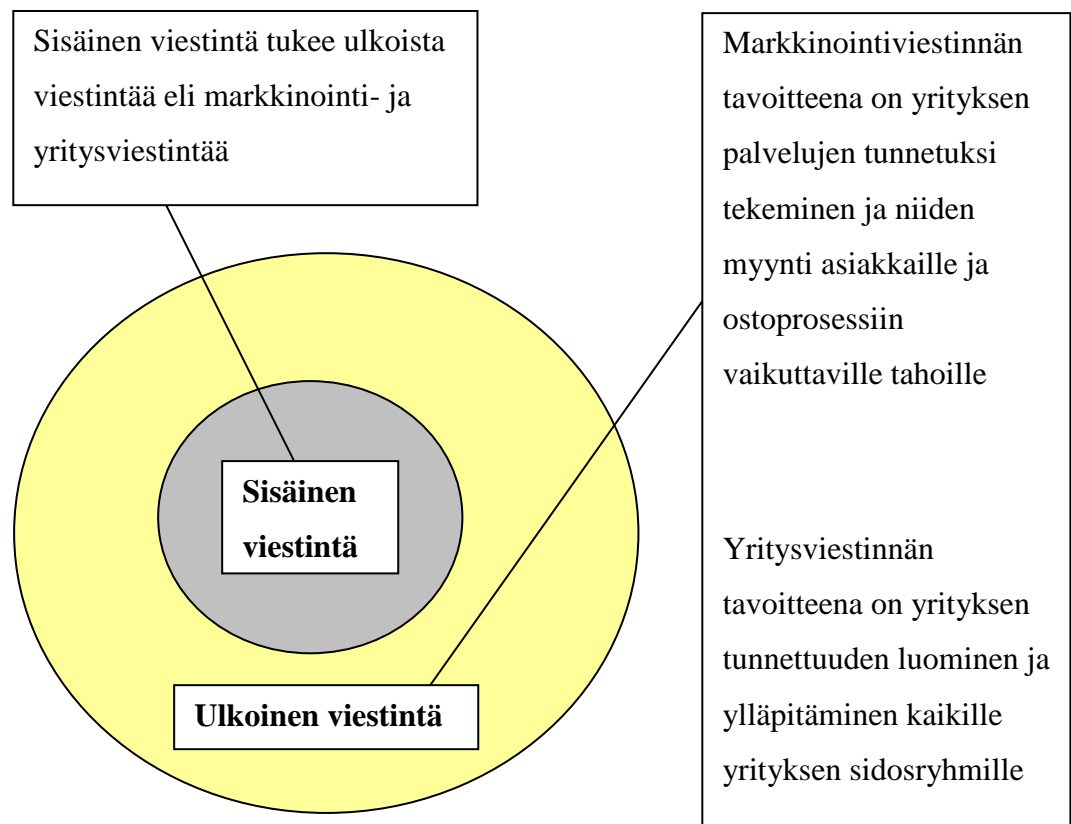 Sisäinen viestintä tukee ulkoista
viestintää eli markkinointi- ja
yritysviestintää
Markkinointiviestinnän
tavoitteena on yrityksen
palvelujen tunnetuksi
tekeminen ja niiden
myynti asiakkaille ja
ostoprosessiin
vaikuttaville tahoille
Yritysviestinnän
tavoitteena on yrityksen
tunnettuuden luominen ja
ylläpitäminen kaikille
yrityksen sidosryhmille
Sisäinen
viestintä
Ulkoinen viestintä